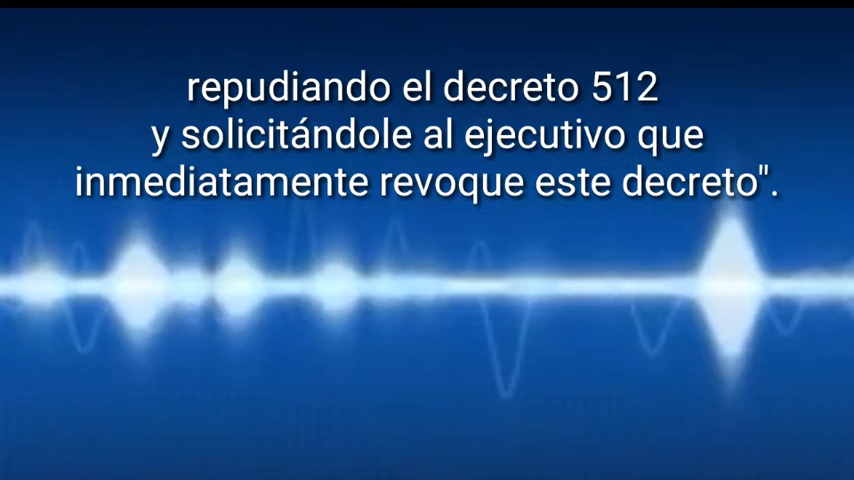 repudiando el decreto 512
y solicitándole al ejecutivo que
inmediatamente revoque este decreto".